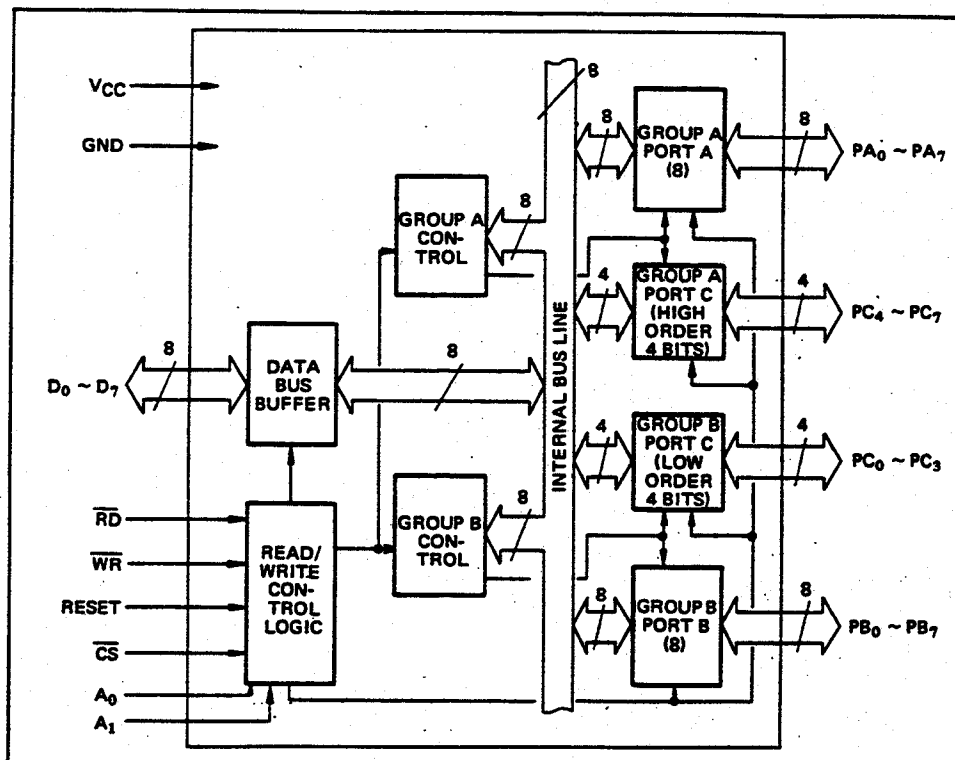 VCC
GND
8
8
GROUP A
PORT A
(8)
8
PA0 ~ PA7
GROUP A
CON-
TROL
8
4
GROUP A
PORT C
(HIGH
ORDER
4 BITS)
4
PC4 ~ PC7
D0 ~ D7
8
DATA
BUS
BUFFER
8
INTERNAL BUS LINE
4
GROUP B
PORT C
(LOW
ORDER
4 BITS)
4
PC0 ~ PC3
R̅D̅
W̅R̅
RESET
C̅S̅
A0
A1
READ/
WRITE
CON-
TROL
LOGIC
GROUP B
CON-
TROL
8
8
GROUP B
PORT B
(8)
8
PB0 ~ PB7